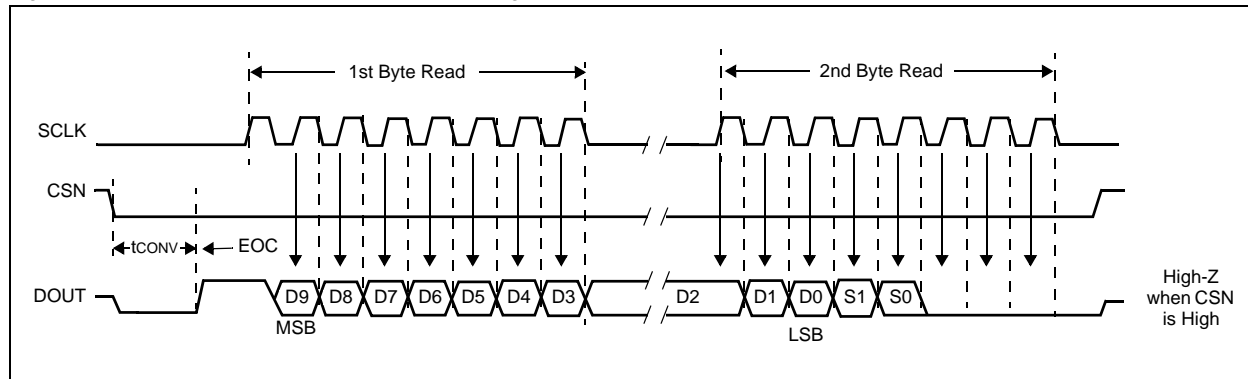 1st Byte Read
2nd Byte Read
SCLK
CSN
tCONV
EOC
DOUT
D9
D8
D7
D6
D5
D4
D3
D2
D1
D0
S1
S0
MSB
LSB
High-Z
when CSN
is High